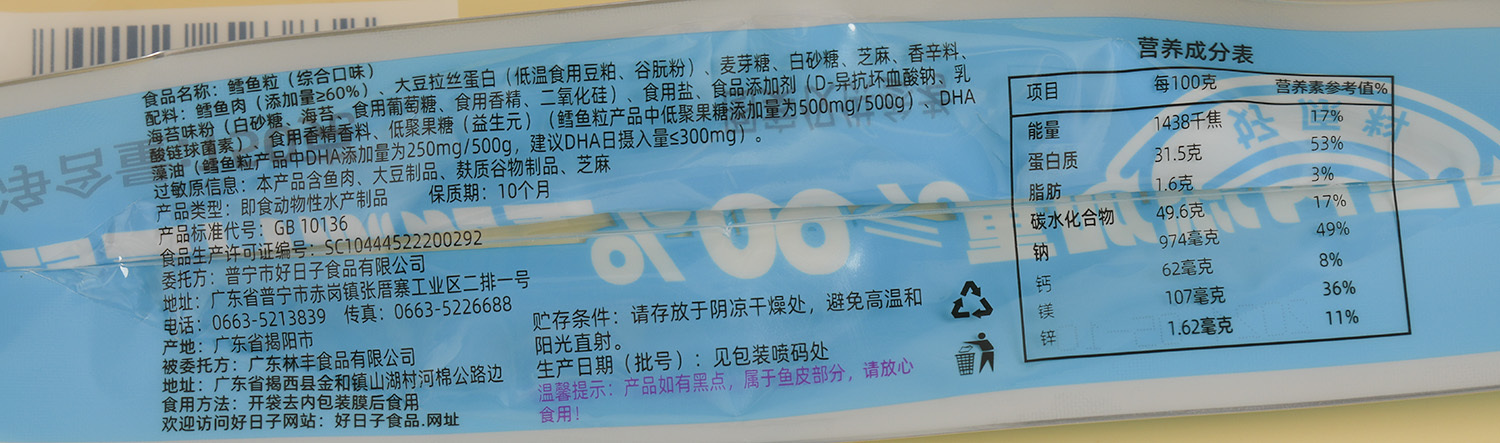 食品名称：鳕鱼粒（综合口味）
配料：鳕鱼肉（添加量≥60%）、大豆拉丝蛋白（低温食用豆粕、谷朊粉）、麦芽糖、白砂糖、芝麻、香辛料、
海苔味粉（白砂糖、海苔、食用葡萄糖、食用香精、二氧化硅）、食用盐、食品添加剂（D-异抗坏血酸钠、乳
酸链球菌素）、食用香精香料、低聚果糖（益生元）（鳕鱼粒产品中低聚果糖添加量为500mg/500g）、DHA
藻油（鳕鱼粒产品中DHA添加量为250mg/500g，建议DHA日摄入量≤300mg）。
过敏原信息：本产品含鱼肉、大豆制品、麸质谷物制品、芝麻
产品类型：即食动物性水产制品 保质期：10个月
产品标准代号：GB 10136
食品生产许可证编号：SC10444522200292
委托方：普宁市好日子食品有限公司
地址：广东省普宁市赤岗镇张厝寨工业区二排一号
电话：0663-5213839 传真：0663-5226688
产地：广东省揭阳市
被委托方：广东林丰食品有限公司
地址：广东省揭西县金和镇山湖村河棉公路边
食用方法：开袋去内包装膜后食用
欢迎访问好日子网站：好日子食品.网址
贮存条件：请存放于阴凉干燥处，避免高温和
阳光直射。
生产日期（批号）：见包装喷码处
温馨提示：产品如有黑点，属于鱼皮部分，请放心
食用！
营养成分表
项目 每100克 营养素参考值%
能量 1438千焦 17%
蛋白质 31.5克 53%
脂肪 1.6克 3%
碳水化合物 49.6克 17%
钠 974毫克 49%
钙 62毫克 8%
镁 107毫克 36%
锌 1.62毫克 11%